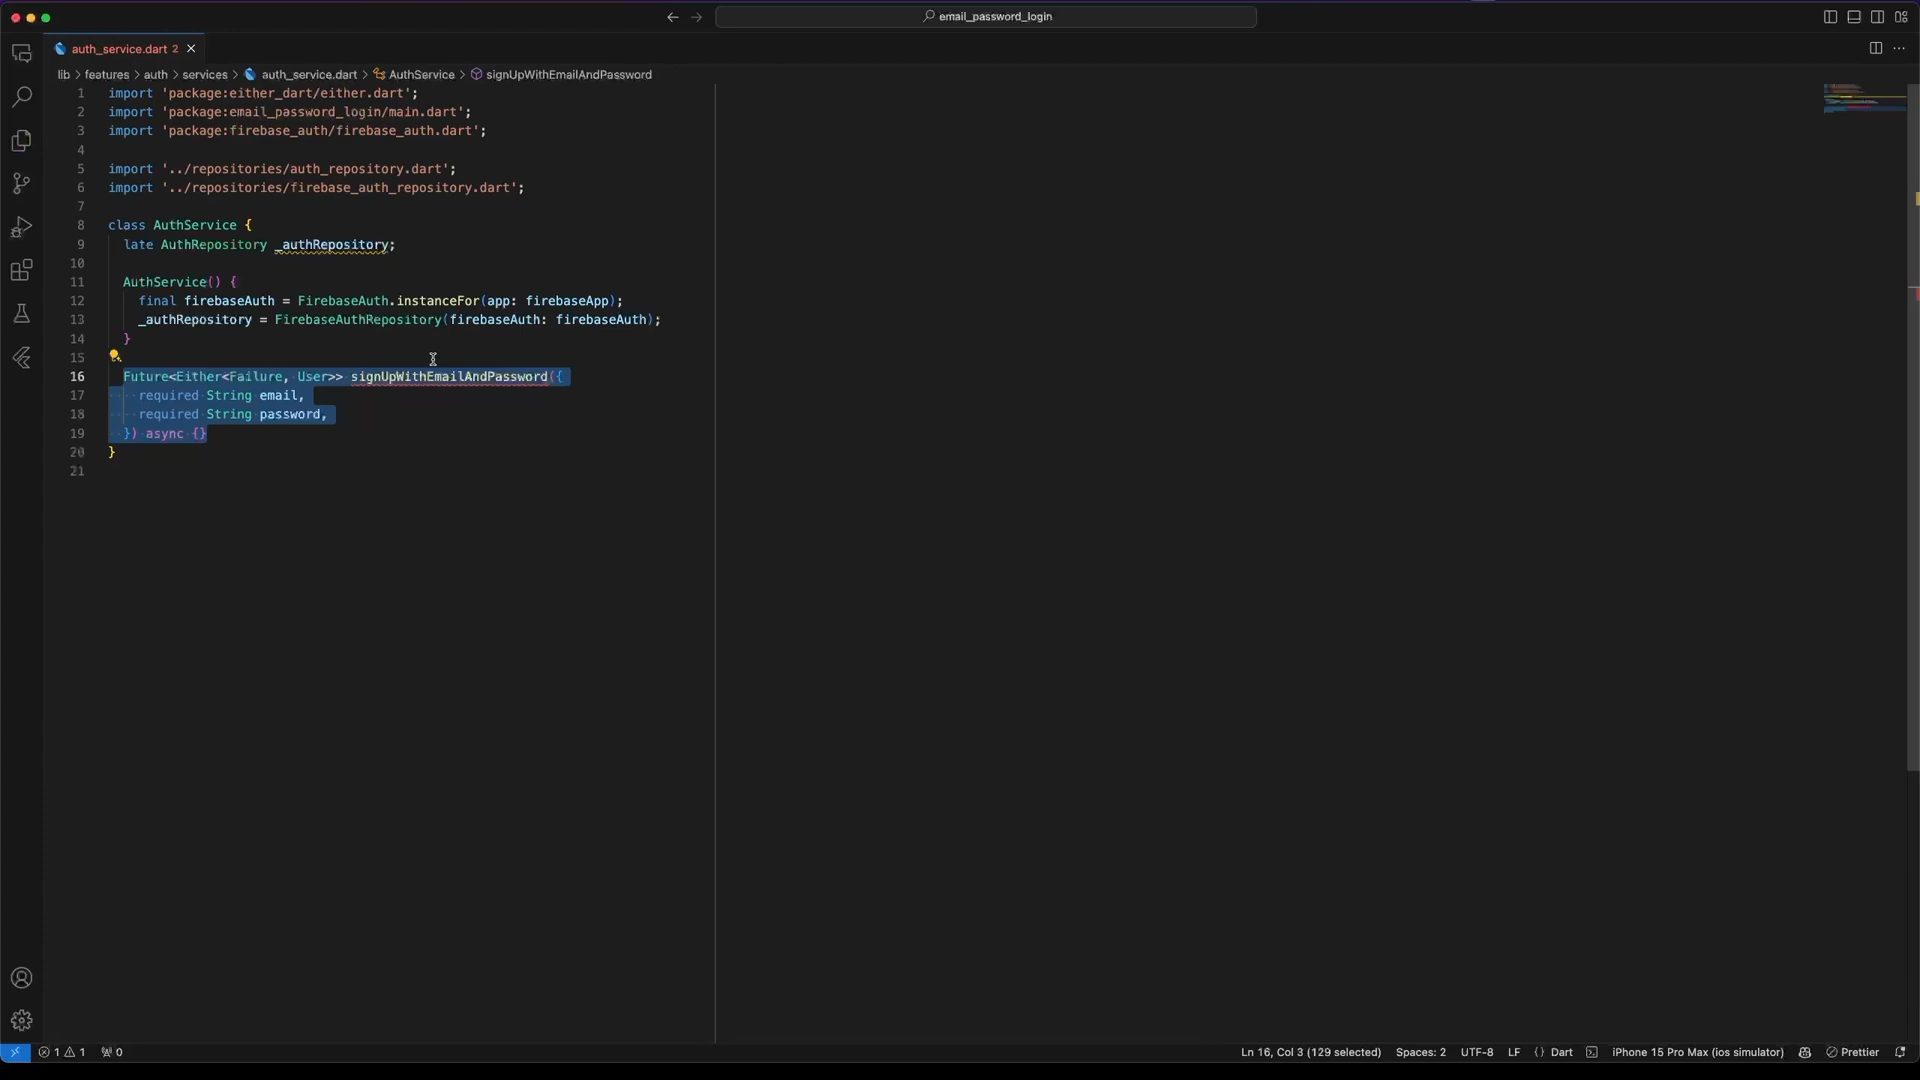 email_password_login
auth_service.dart 2
lib > features > auth > services > auth_service.dart > AuthService > signUpWithEmailAndPassword
1 import 'package:either_dart/either.dart';
2 import 'package:email_password_login/main.dart';
3 import 'package:firebase_auth/firebase_auth.dart';
4
5 import '../repositories/auth_repository.dart';
6 import '../repositories/firebase_auth_repository.dart';
7
8 class AuthService {
9 late AuthRepository _authRepository;
10
11 AuthService() {
12 final firebaseAuth = FirebaseAuth.instanceFor(app: firebaseApp);
13 _authRepository = FirebaseAuthRepository(firebaseAuth: firebaseAuth);
14 }
15
16 Future<Either<Failure, User>> signUpWithEmailAndPassword({
17 required String email,
18 required String password,
19 }) async {}
20 }
21
1 1 0 Ln 16, Col 3 (129 selected) Spaces: 2 UTF-8 LF {} Dart iPhone 15 Pro Max (ios simulator) Prettier